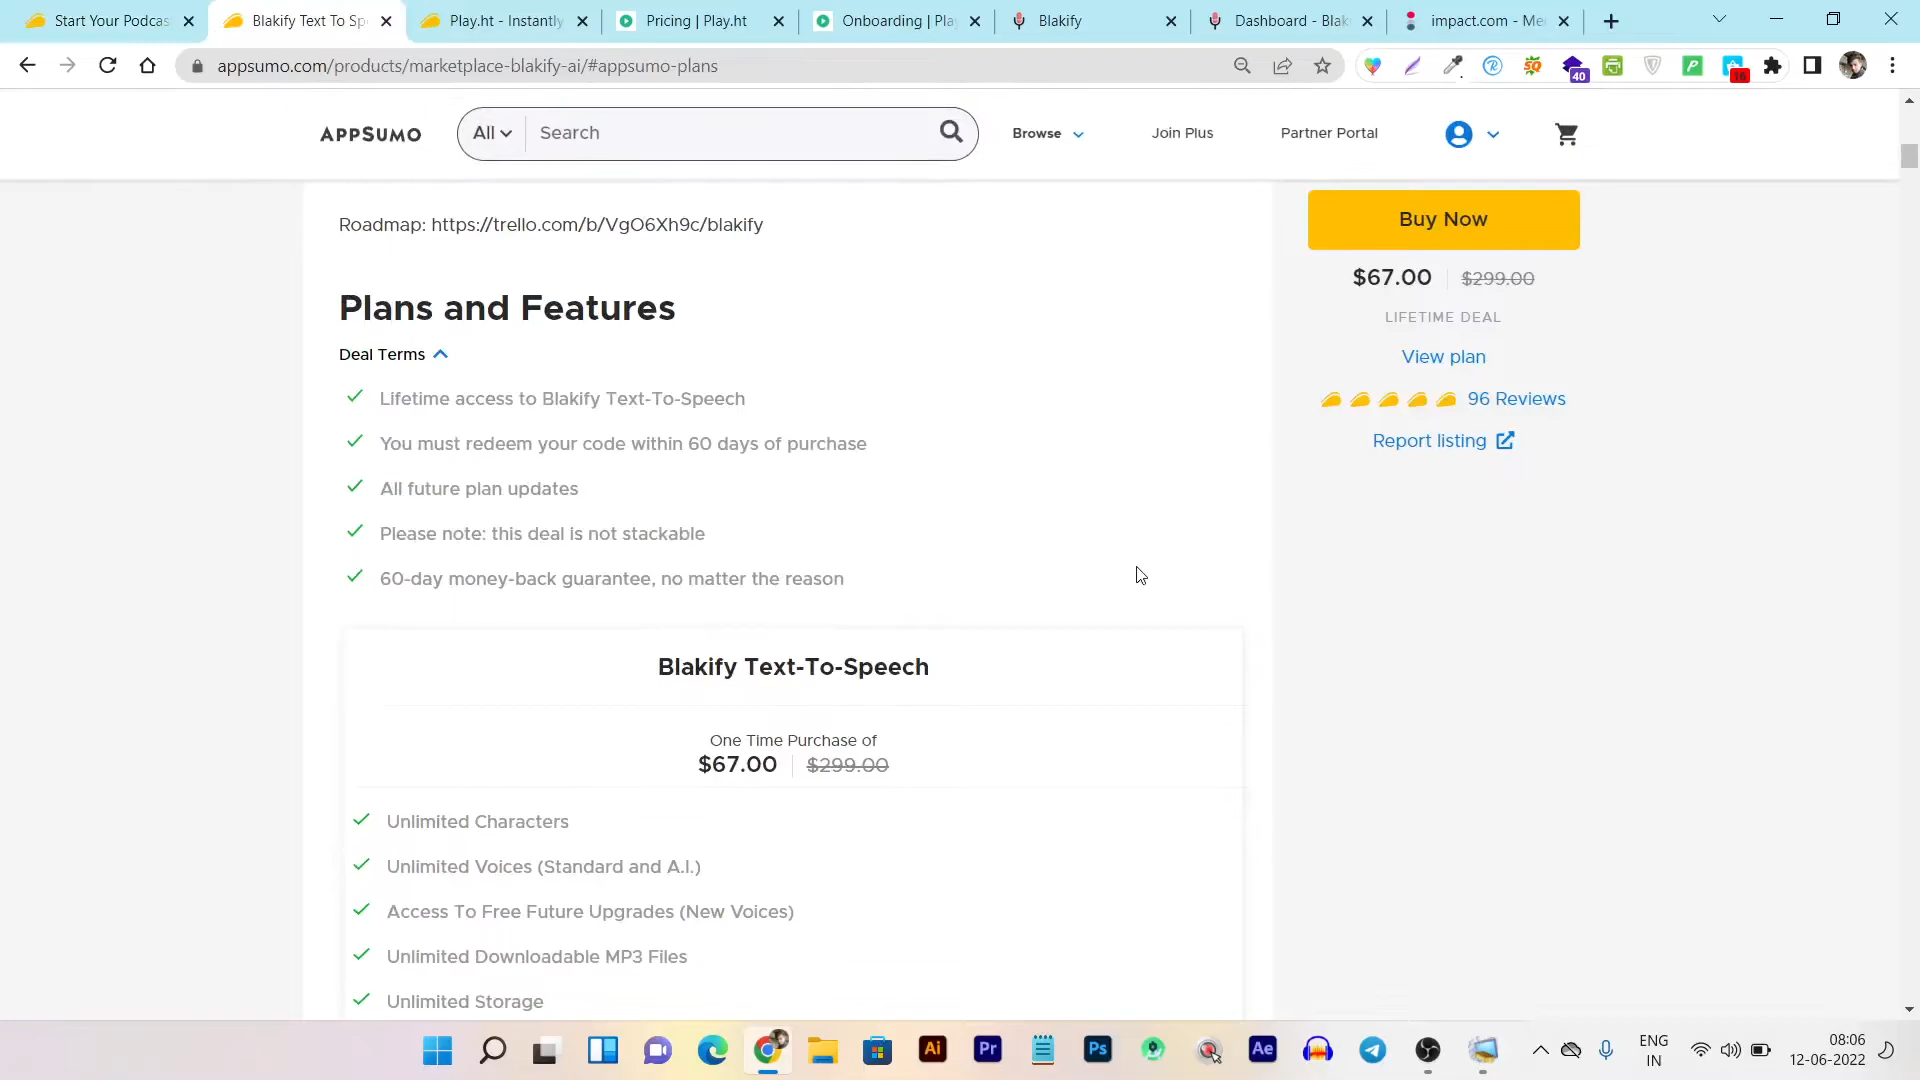 Start Your Podcas
Blakify Text To Sp
Play.ht - Instantly
Pricing | Play.ht
Onboarding | Pla
Blakify
Dashboard - Blak
impact.com - Me
appsumo.com/products/marketplace-blakify-ai/#appsumo-plans
40
16
APPSUMO
All
Search
Browse
Join Plus
Partner Portal
Roadmap: https://trello.com/b/VgO6Xh9c/blakify
Buy Now
$67.00 $299.00
LIFETIME DEAL
View plan
96 Reviews
Report listing
Plans and Features
Deal Terms
Lifetime access to Blakify Text-To-Speech
You must redeem your code within 60 days of purchase
All future plan updates
Please note: this deal is not stackable
60-day money-back guarantee, no matter the reason
Blakify Text-To-Speech
One Time Purchase of
$67.00 $299.00
Unlimited Characters
Unlimited Voices (Standard and A.I.)
Access To Free Future Upgrades (New Voices)
Unlimited Downloadable MP3 Files
Unlimited Storage
Ai
Pr
Ps
Ae
ENG
IN
08:06
12-06-2022